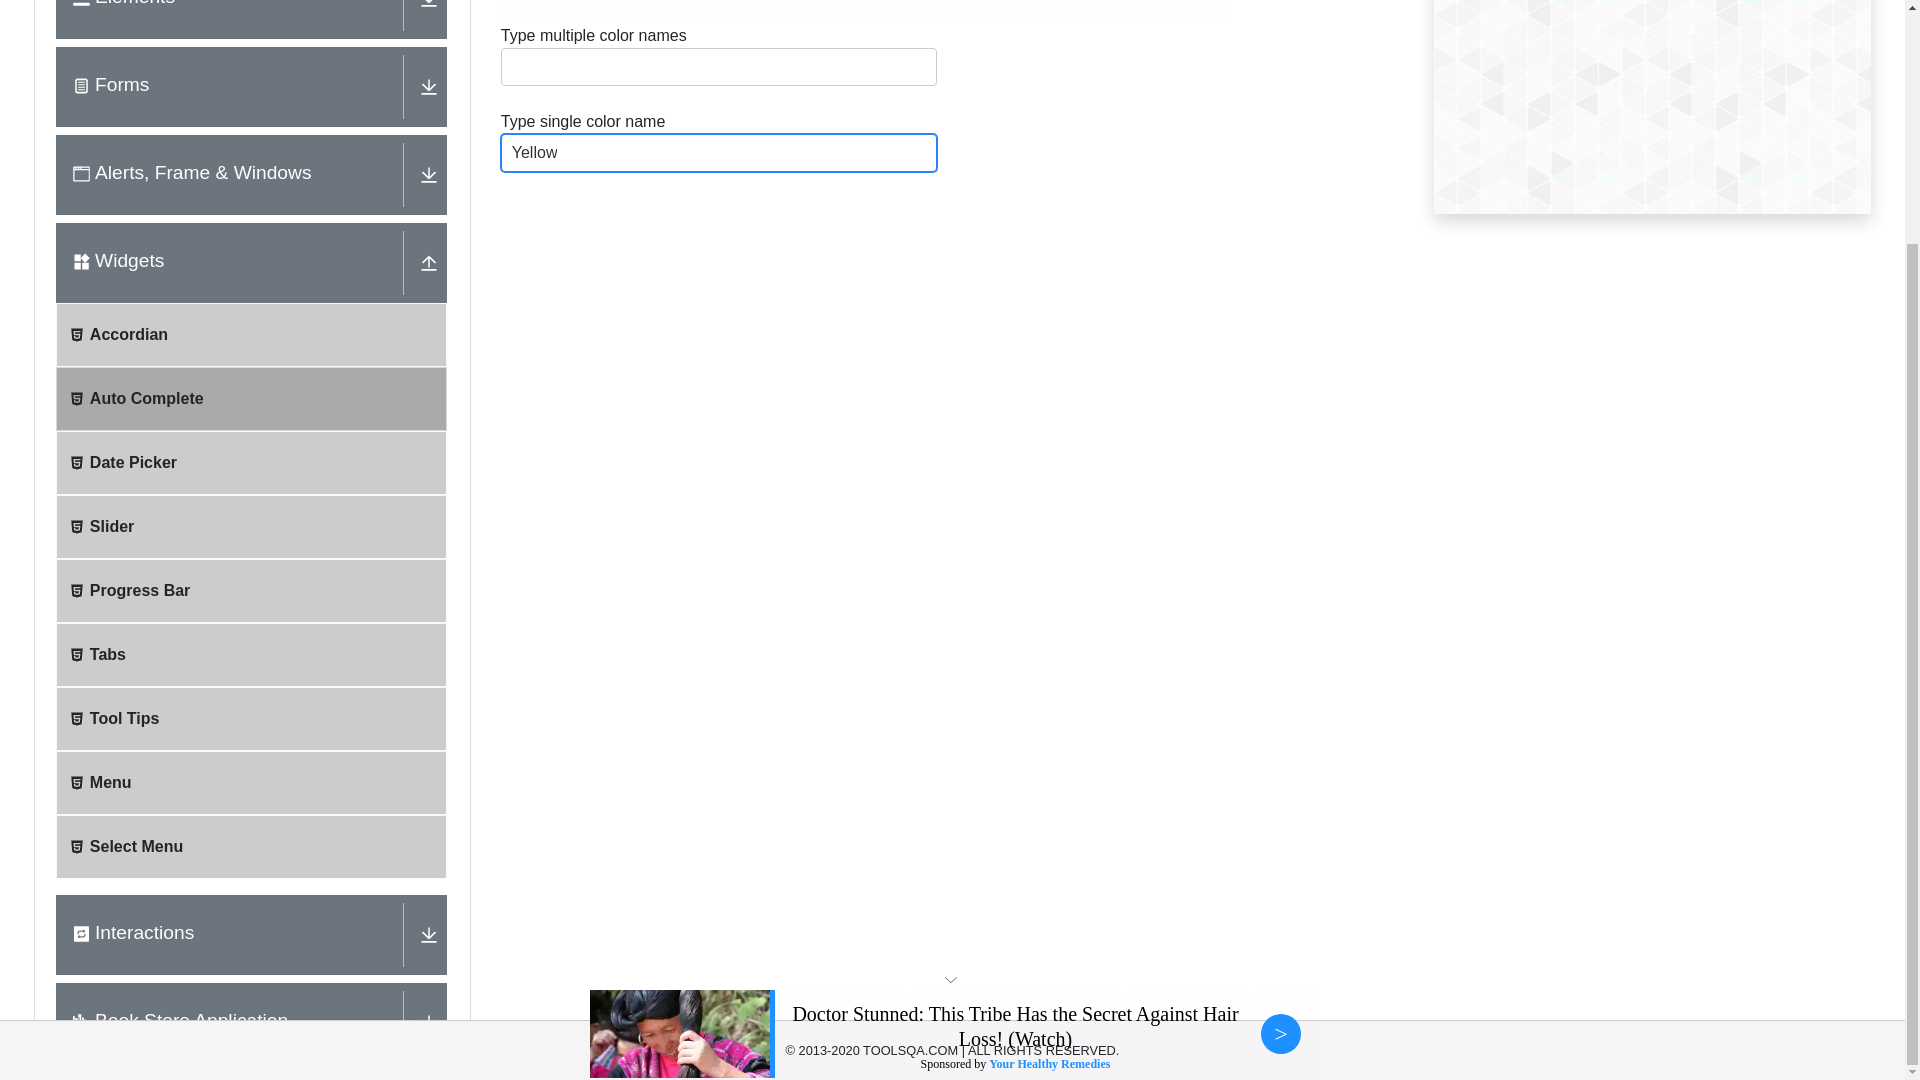 Elements
Forms
Alerts, Frame & Windows
Widgets
Accordian
Auto Complete
Date Picker
Slider
Progress Bar
Tabs
Tool Tips
Menu
Select Menu
Interactions
Book Store Application
Type multiple color names
Type single color name
Yellow
Doctor Stunned: This Tribe Has the Secret Against Hair
Loss! (Watch)
© 2013-2020 TOOLSQA.COM | ALL RIGHTS RESERVED.
Sponsored by Your Healthy Remedies
>